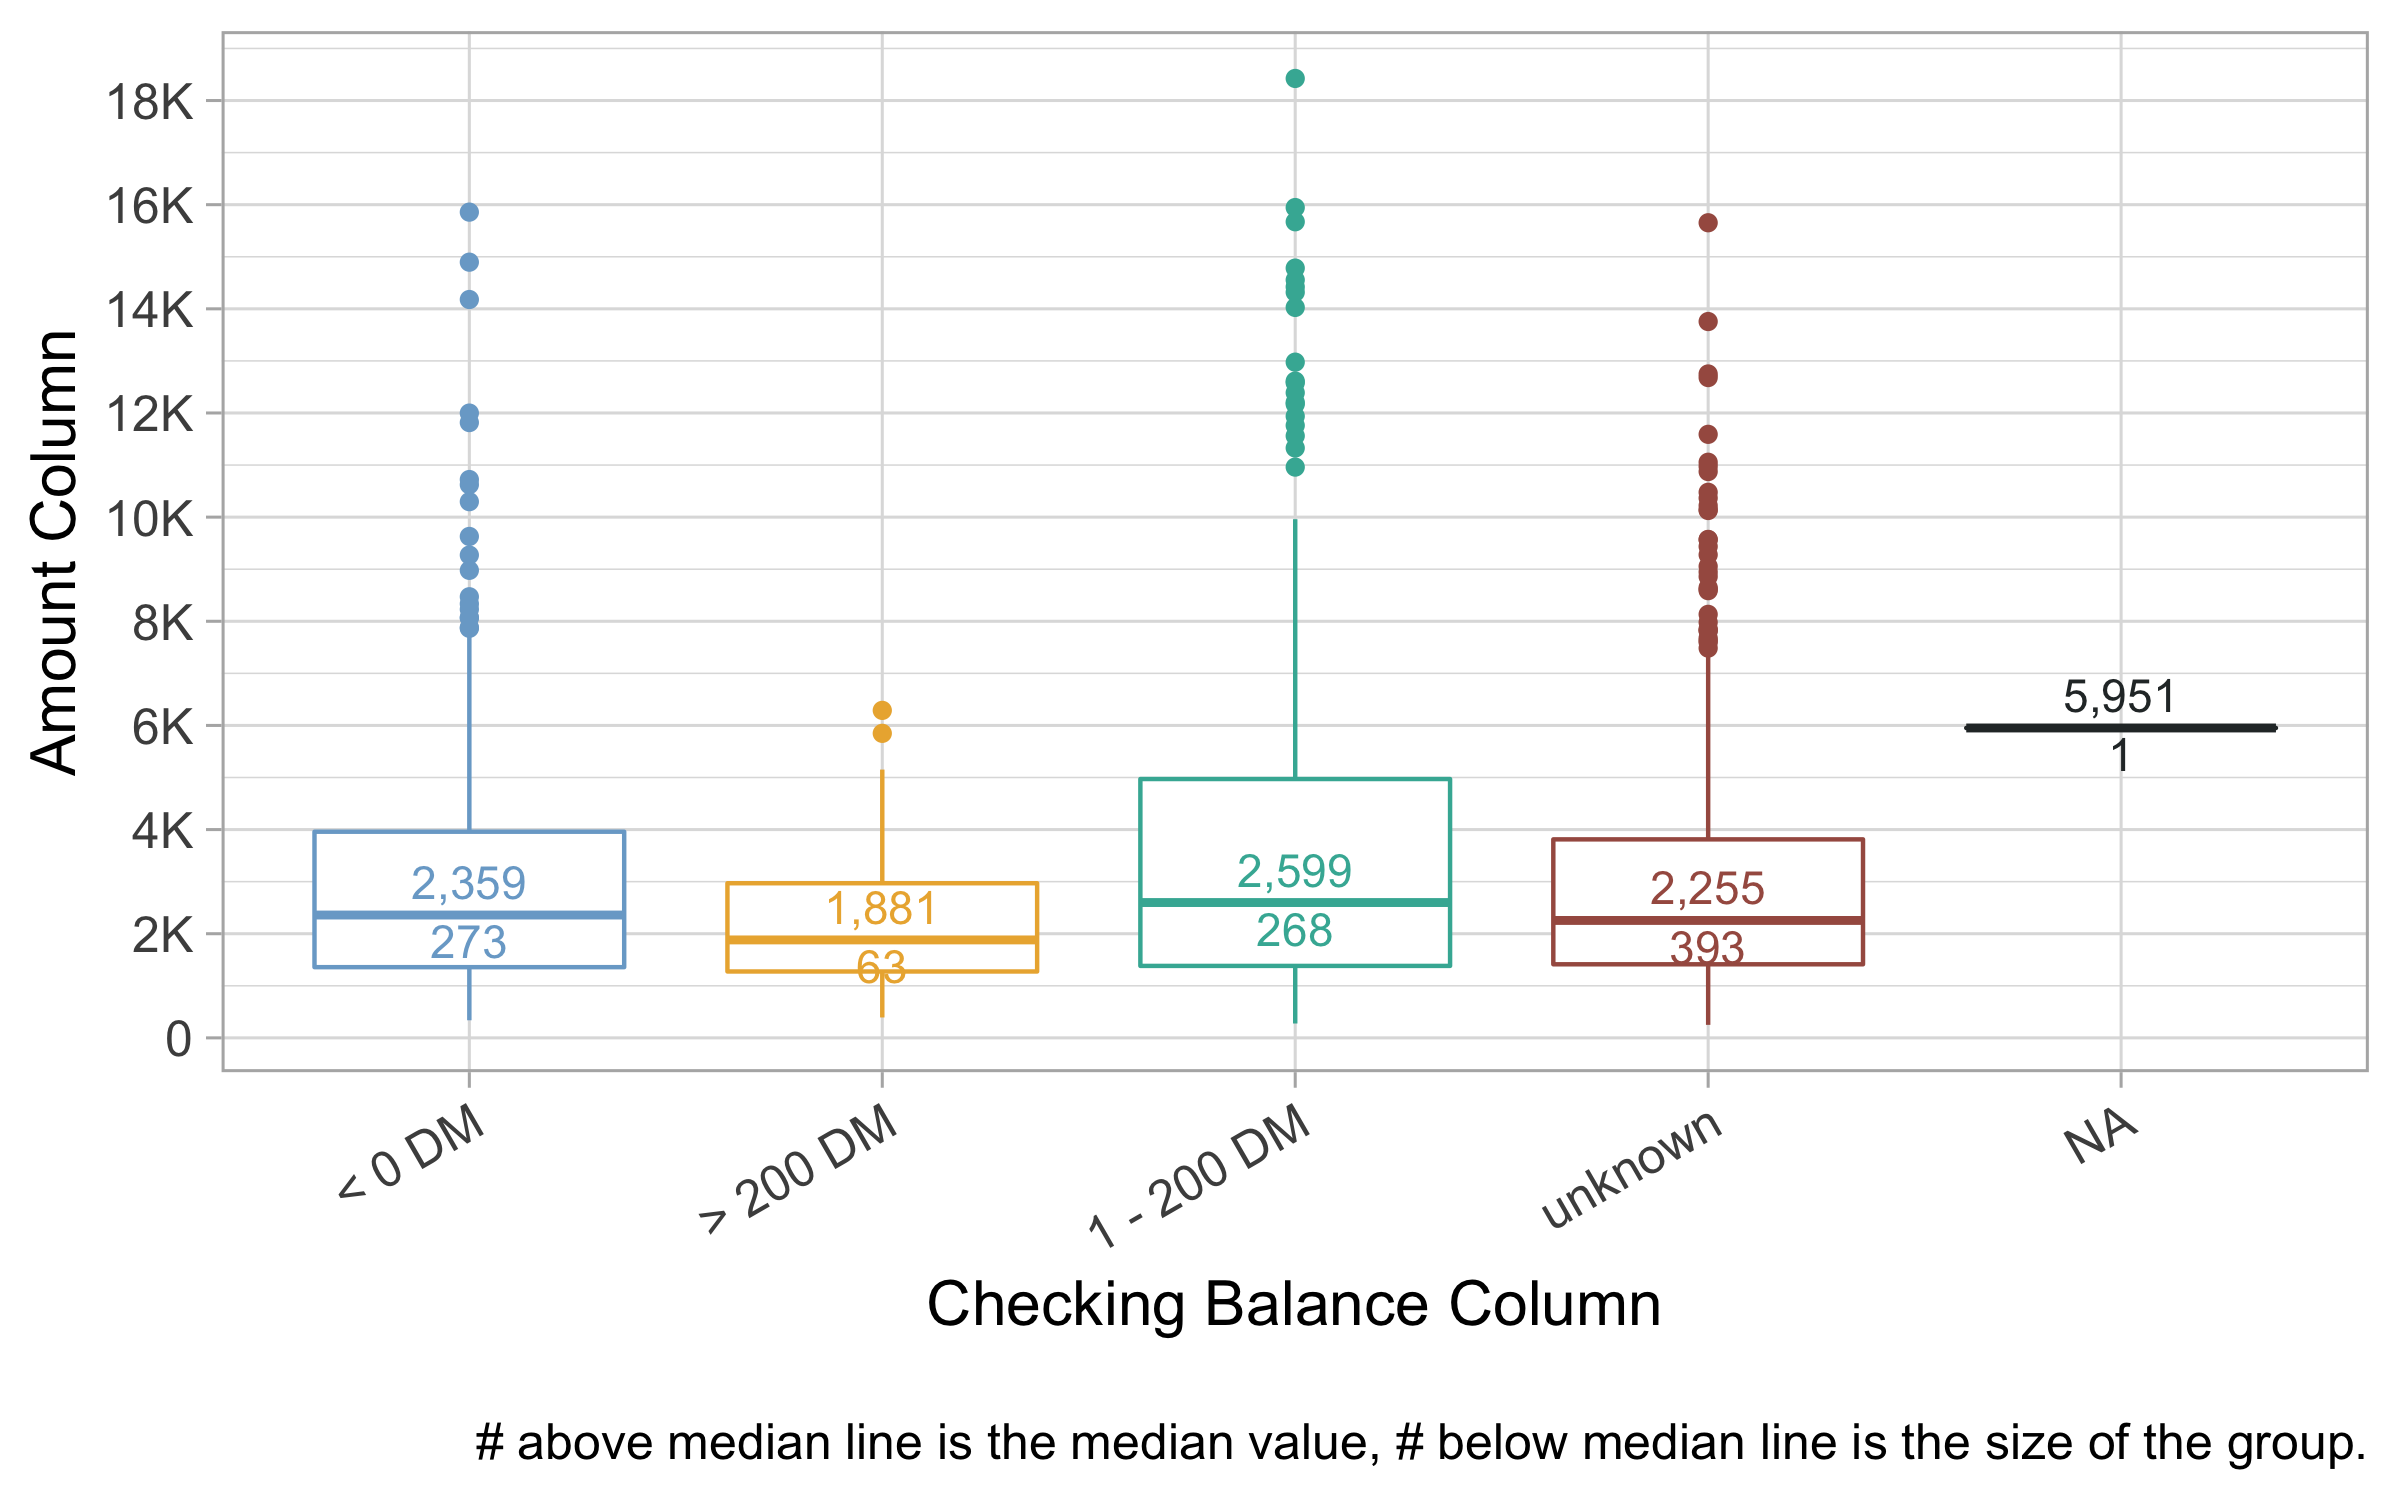 18K
16K
14K
12K
10K
8K
6K
4K
2K
0
Amount Column
2,359
273
1,881
63
2,599
268
2,255
393
5,951
1
< 0 DM
> 200 DM
1 - 200 DM
unknown
NA
Checking Balance Column
# above median line is the median value, # below median line is the size of the group.